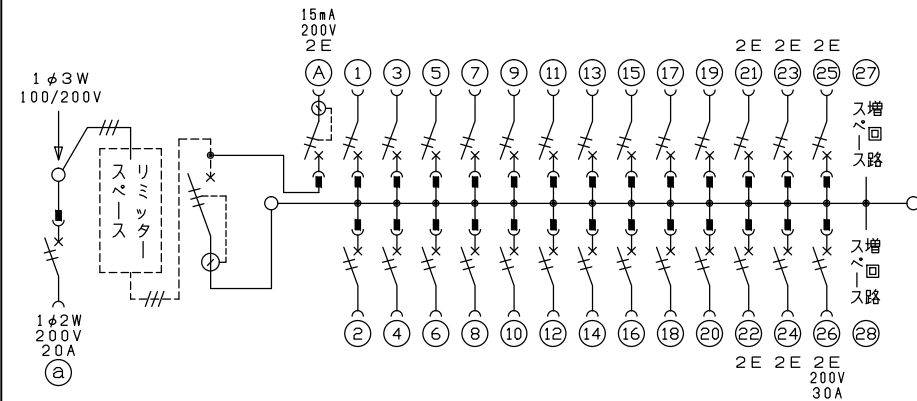 15mA
200V
2E
A 1 3 5 7 9 11 13 15 17 19 21 23 25 27
2E 2E 2E
1φ3W
100/200V
リミッター
スペース
増回路
スペース
増回路
スペース
1φ2W
200V
20A
a
2 4 6 8 10 12 14 16 18 20 22 24 26 28
2E 2E 2E
200V
30A